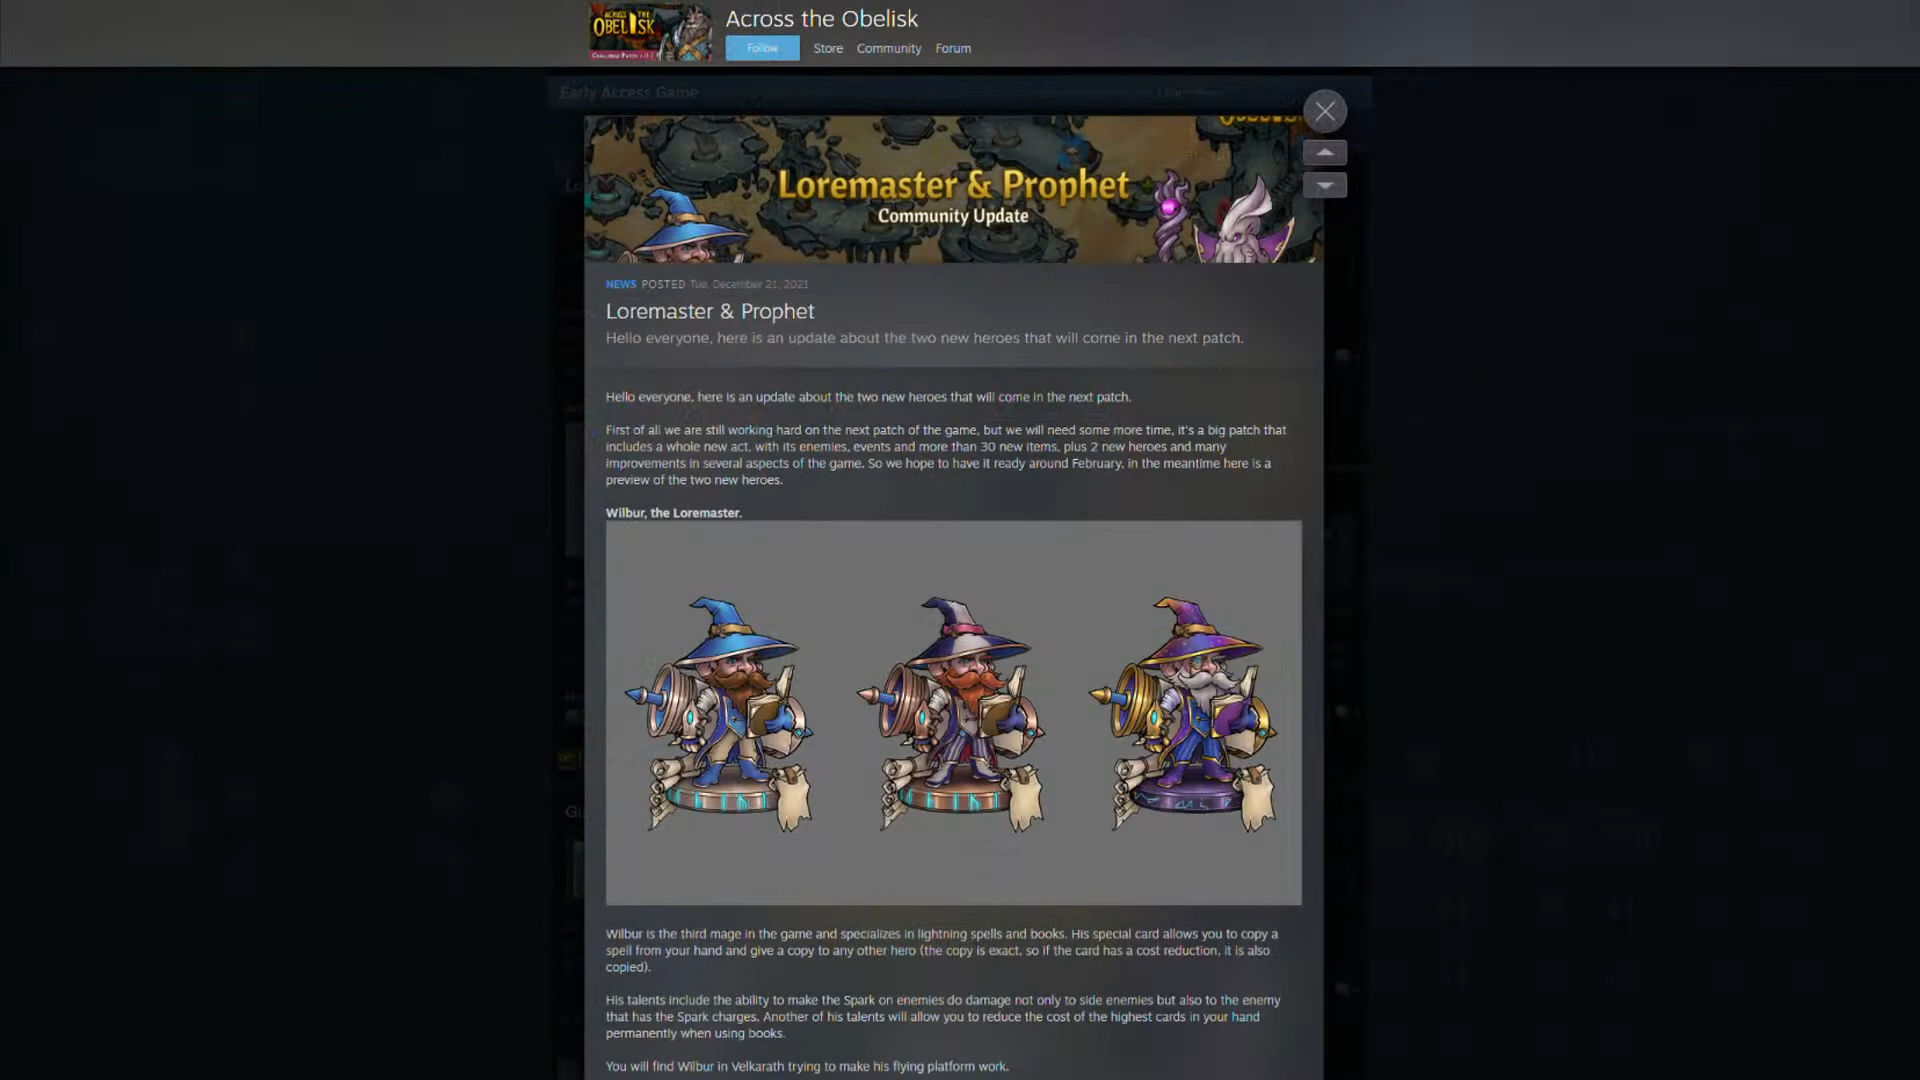 ACROSS THE
OBELISK
Across the Obelisk
Follow
Store
Community
Forum
Early Access Game
Loremaster & Prophet
Community Update
NEWS POSTED Tue, December 21, 2021
Loremaster & Prophet
Hello everyone, here is an update about the two new heroes that will come in the next patch.
Hello everyone, here is an update about the two new heroes that will come in the next patch.
First of all we are still working hard on the next patch of the game, but we will need some more time, it's a big patch that
includes a whole new act, with its enemies, events and more than 30 new items, plus 2 new heroes and many
improvements in several aspects of the game. So we hope to have it ready around February, in the meantime here is a
preview of the two new heroes.
Wilbur, the Loremaster.
Wilbur is the third mage in the game and specializes in lightning spells and books. His special card allows you to copy a
spell from your hand and give a copy to any other hero (the copy is exact, so if the card has a cost reduction, it is also
copied).
His talents include the ability to make the Spark on enemies do damage not only to side enemies but also to the enemy
that has the Spark charges. Another of his talents will allow you to reduce the cost of the highest cards in your hand
permanently when using books.
You will find Wilbur in Velkarath trying to make his flying platform work.